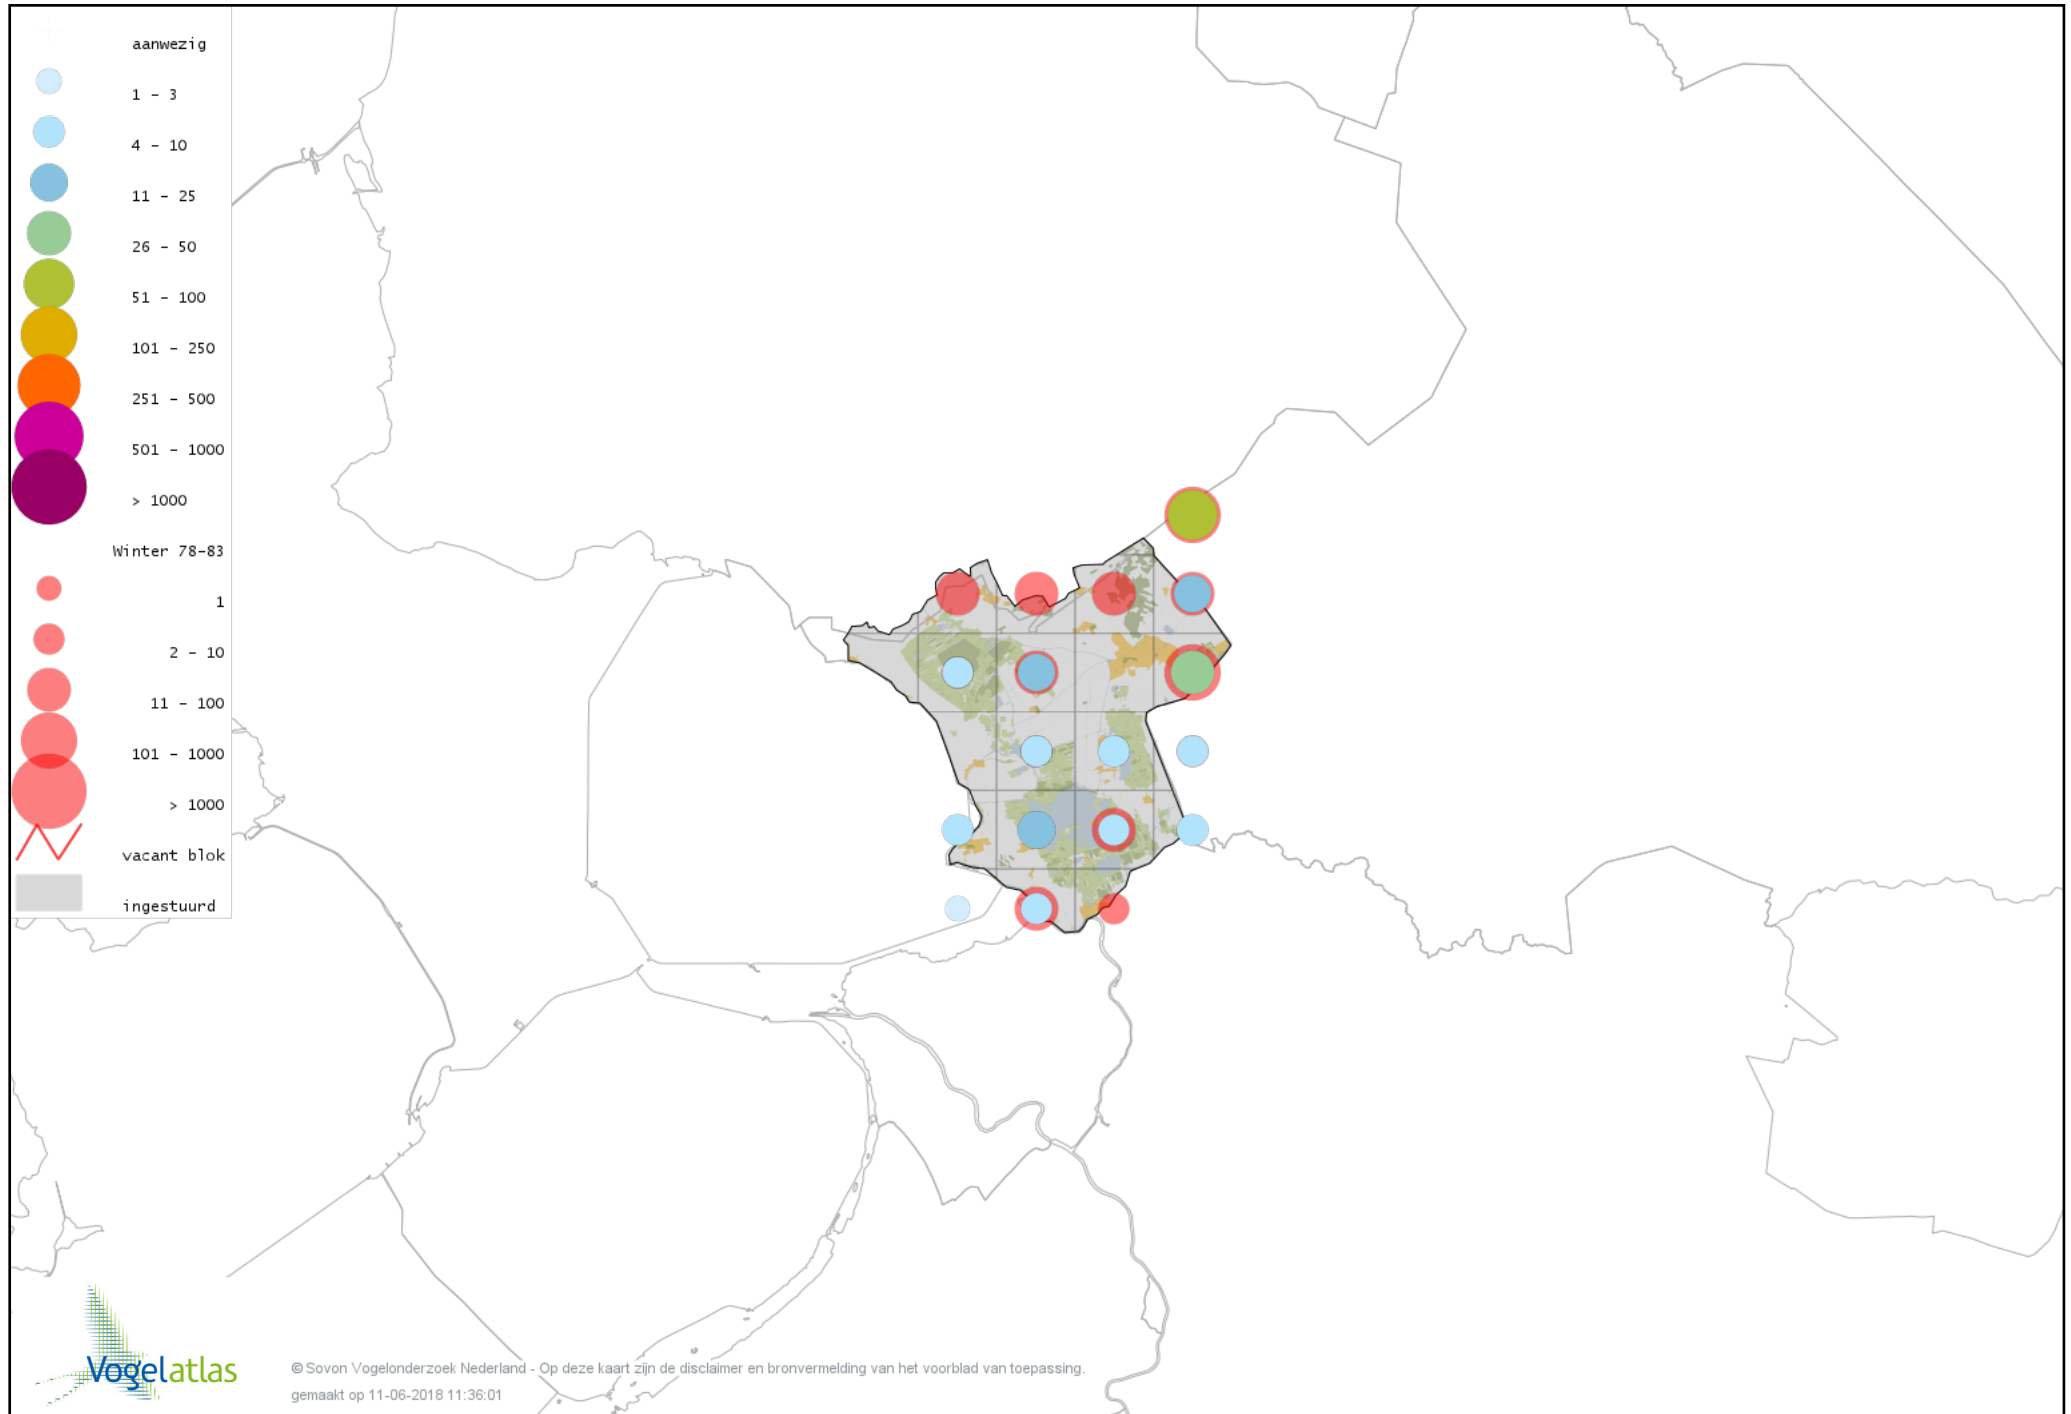 aanwezig
1 - 3
4 - 10
11 - 25
26 - 50
51 - 100
101 - 250
251 - 500
501 - 1000
> 1000
Winter 78-83
1
2 - 10
11 - 100
101 - 1000
> 1000
vacant blok
ingestuurd
Vogelatlas
© Sovon Vogelonderzoek Nederland - Op deze kaart zijn de disclaimer en bronvermelding van het voorblad van toepassing.
gemaakt op 11-06-2018 11:36:01